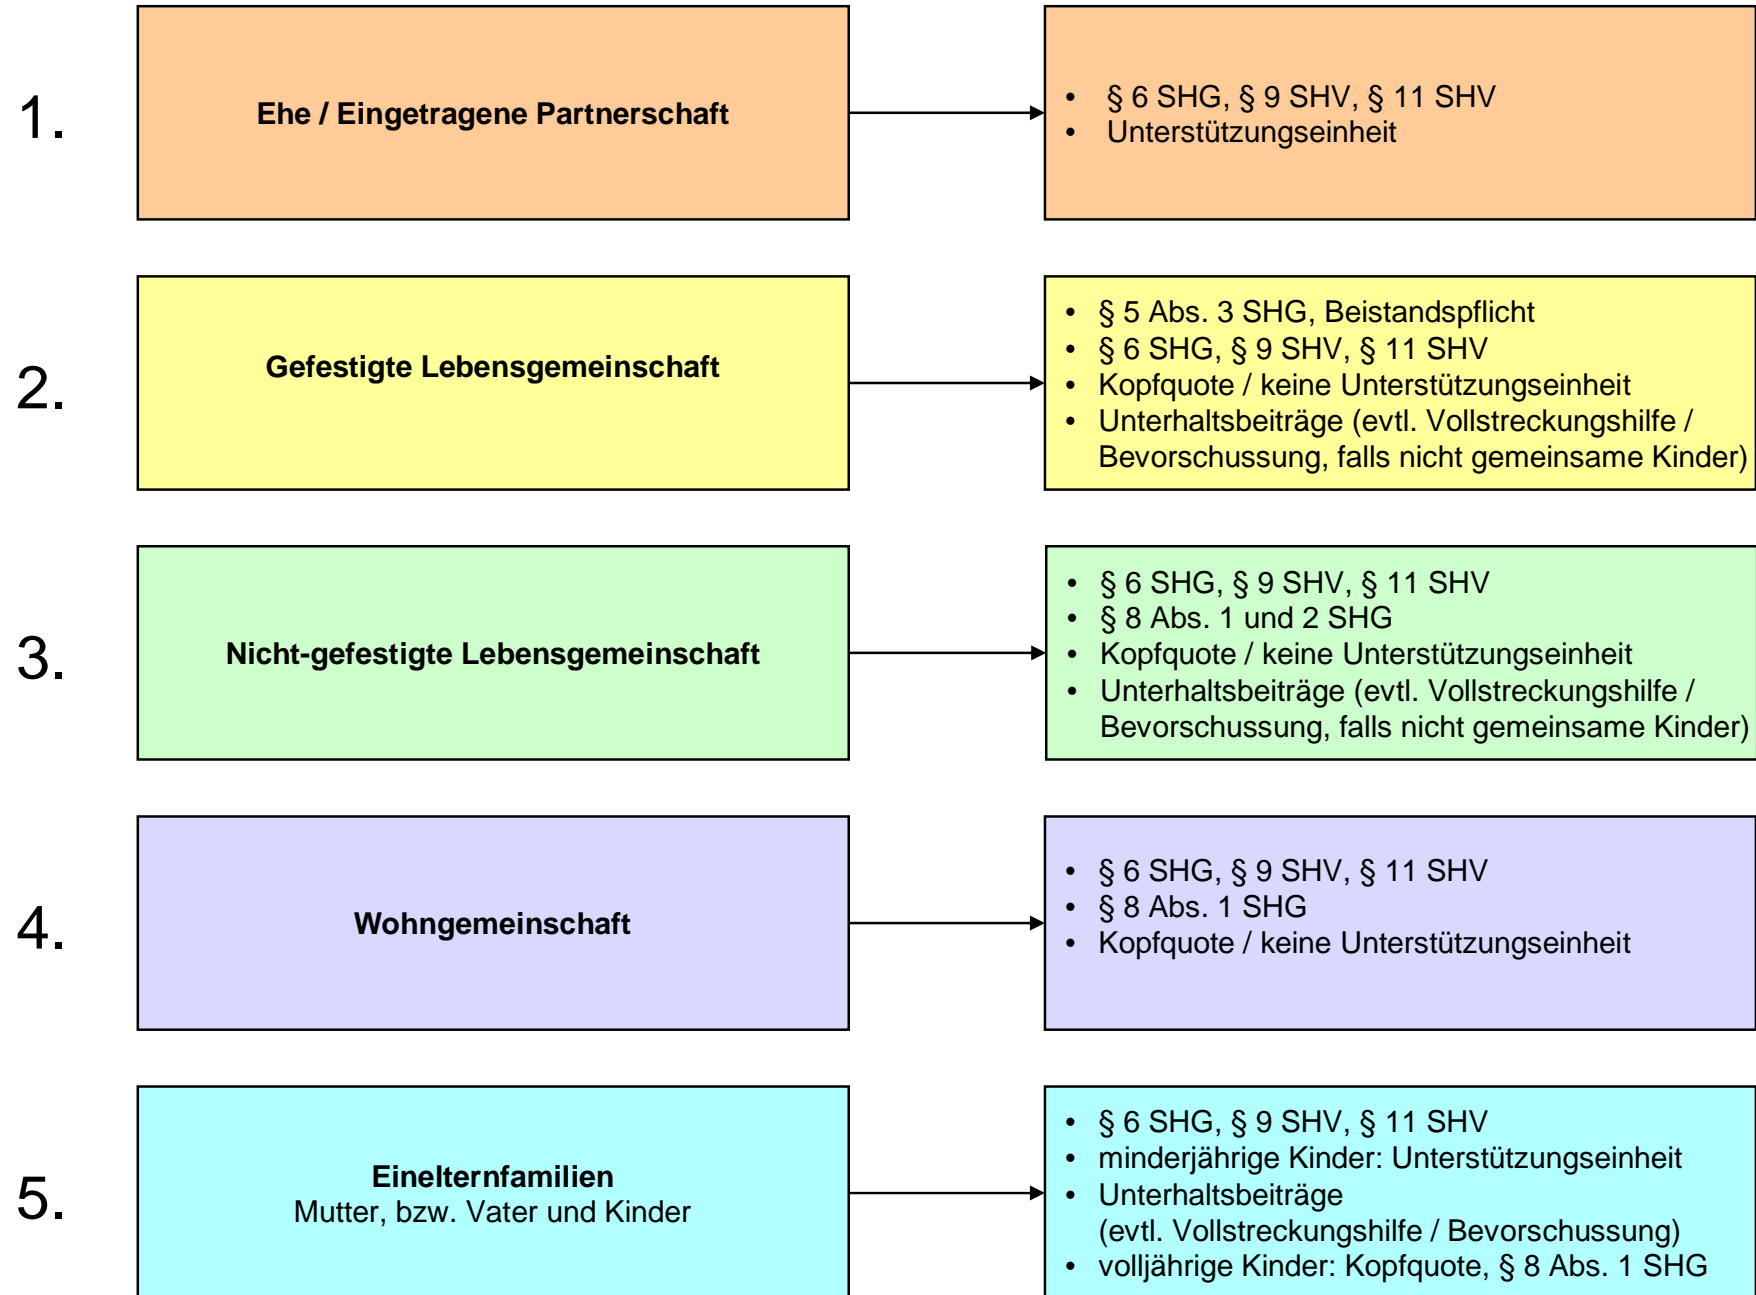 1.
Ehe / Eingetragene Partnerschaft
• § 6 SHG, § 9 SHV, § 11 SHV
• Unterstützungseinheit
2.
Gefestigte Lebensgemeinschaft
• § 5 Abs. 3 SHG, Beistandspflicht
• § 6 SHG, § 9 SHV, § 11 SHV
• Kopfquote / keine Unterstützungseinheit
• Unterhaltsbeiträge (evtl. Vollstreckungshilfe /
Bevorschussung, falls nicht gemeinsame Kinder)
3.
Nicht-gefestigte Lebensgemeinschaft
• § 6 SHG, § 9 SHV, § 11 SHV
• § 8 Abs. 1 und 2 SHG
• Kopfquote / keine Unterstützungseinheit
• Unterhaltsbeiträge (evtl. Vollstreckungshilfe /
Bevorschussung, falls nicht gemeinsame Kinder)
4.
Wohngemeinschaft
• § 6 SHG, § 9 SHV, § 11 SHV
• § 8 Abs. 1 SHG
• Kopfquote / keine Unterstützungseinheit
5.
Einelternfamilien
Mutter, bzw. Vater und Kinder
• § 6 SHG, § 9 SHV, § 11 SHV
• minderjährige Kinder: Unterstützungseinheit
• Unterhaltsbeiträge
(evtl. Vollstreckungshilfe / Bevorschussung)
• volljährige Kinder: Kopfquote, § 8 Abs. 1 SHG